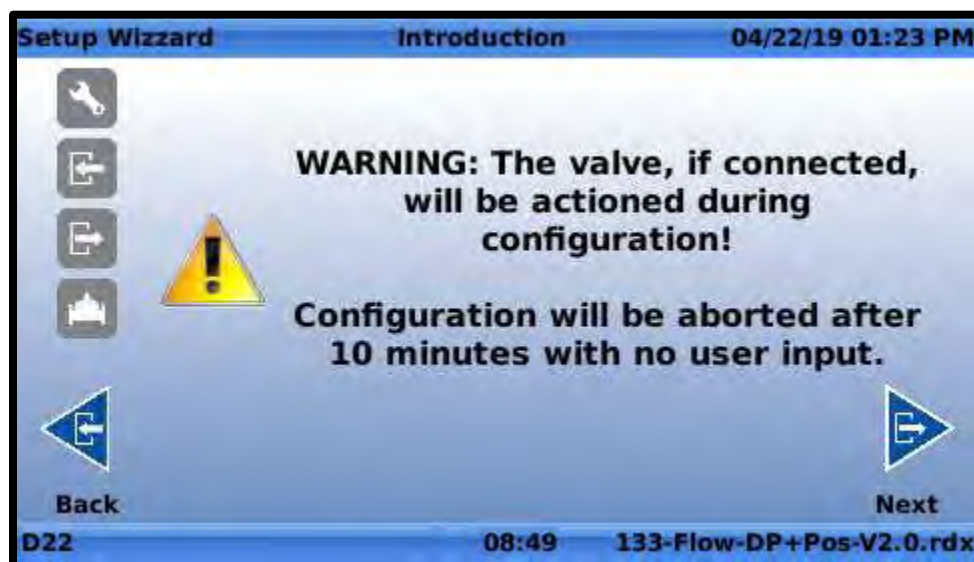 Setup Wizzard Introduction 04/22/19 01:23 PM
WARNING: The valve, if connected,
will be actioned during
configuration!
Configuration will be aborted after
10 minutes with no user input.
Back Next
D22 08:49 133-Flow-DP+Pos-V2.0.rdx